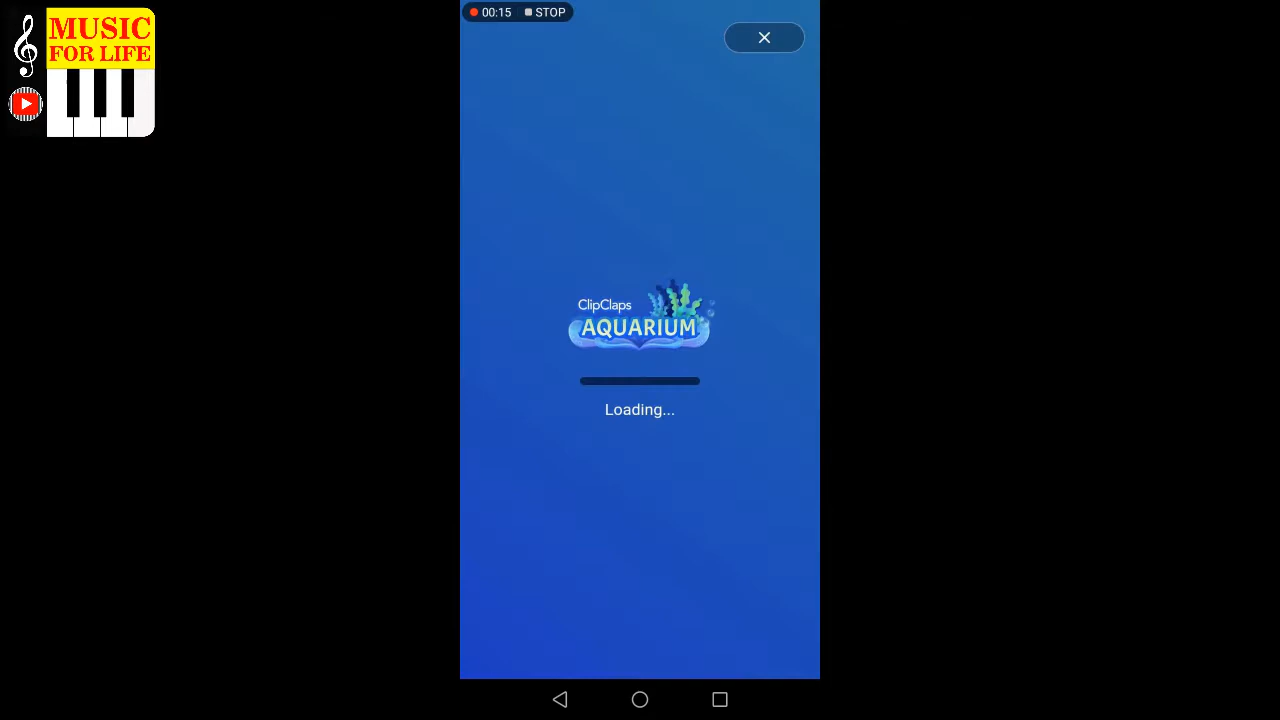 MUSIC
FOR LIFE
00:15 STOP
ClipClaps
AQUARIUM
Loading...